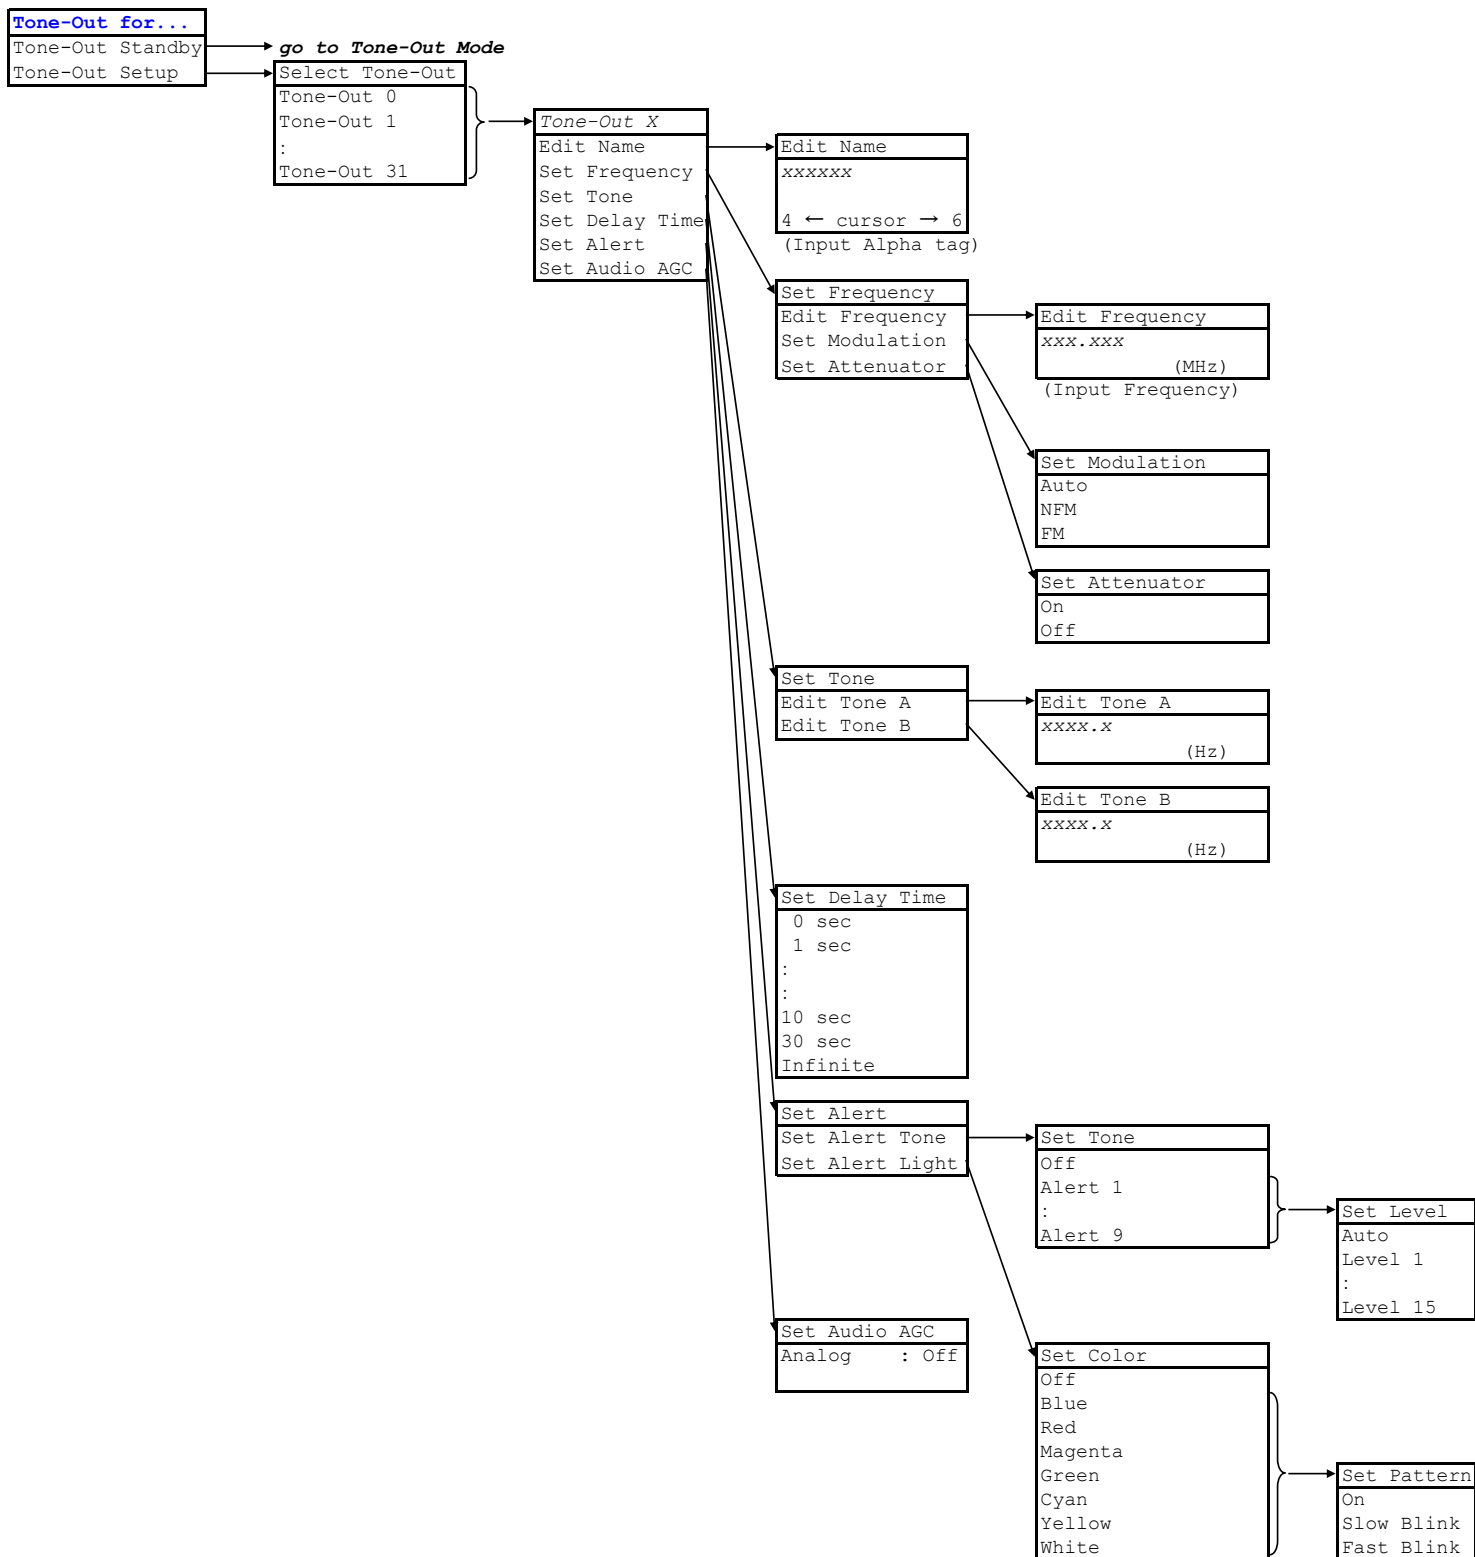 Tone-Out for...
Tone-Out Standby
Tone-Out Setup
go to Tone-Out Mode
Select Tone-Out
Tone-Out 0
Tone-Out 1
:
Tone-Out 31
Tone-Out X
Edit Name
Set Frequency
Set Tone
Set Delay Time
Set Alert
Set Audio AGC
Edit Name
xxxxxx
4 ← cursor → 6
(Input Alpha tag)
Set Frequency
Edit Frequency
Set Modulation
Set Attenuator
Edit Frequency
xxx.xxx
(MHz)
(Input Frequency)
Set Modulation
Auto
NFM
FM
Set Attenuator
On
Off
Set Tone
Edit Tone A
Edit Tone B
Edit Tone A
xxxx.x
(Hz)
Edit Tone B
xxxx.x
(Hz)
Set Delay Time
0 sec
1 sec
:
:
10 sec
30 sec
Infinite
Set Alert
Set Alert Tone
Set Alert Light
Set Tone
Off
Alert 1
:
Alert 9
Set Level
Auto
Level 1
:
Level 15
Set Audio AGC
Analog : Off
Set Color
Off
Blue
Red
Magenta
Green
Cyan
Yellow
White
Set Pattern
On
Slow Blink
Fast Blink